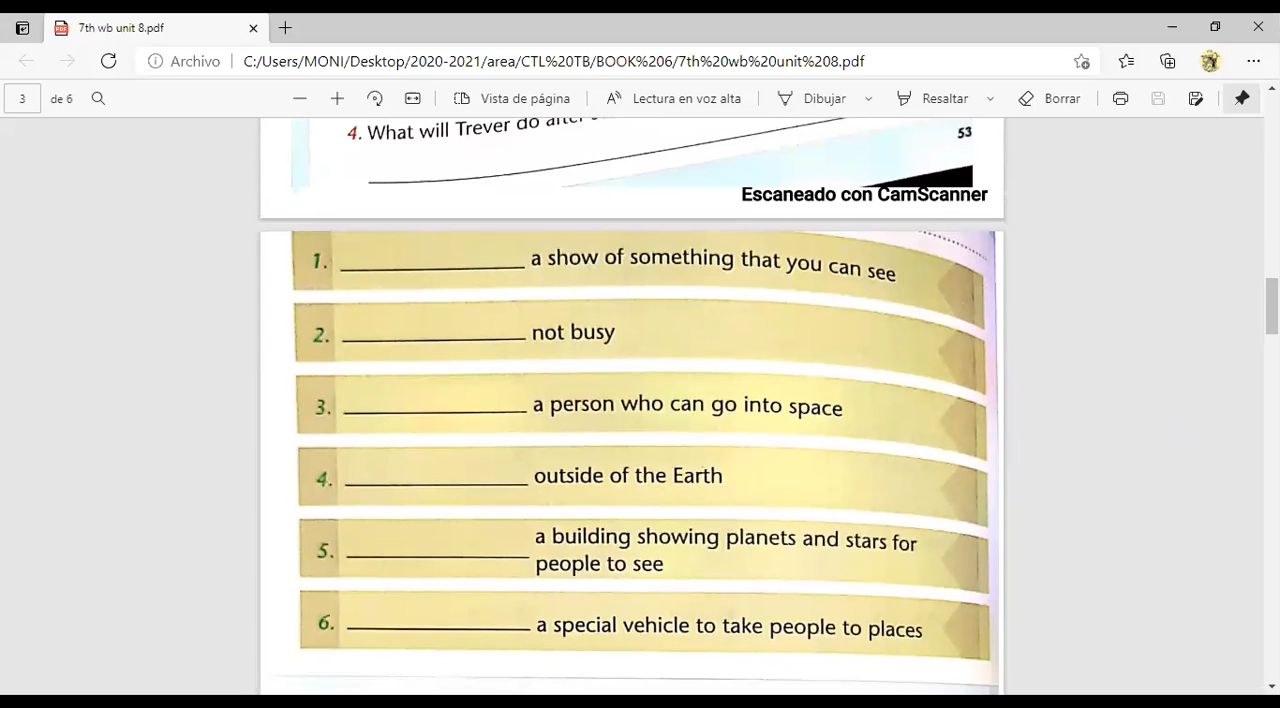 7th wb unit 8.pdf
Archivo
C:/Users/MONI/Desktop/2020-2021/area/CTL%20TB/BOOK%206/7th%20wb%20unit%208.pdf
3 de 6 Vista de página Lectura en voz alta Dibujar Resaltar Borrar
4. What will Trever do after
53
Escaneado con CamScanner
1. a show of something that you can see
2. not busy
3. a person who can go into space
4. outside of the Earth
5. a building showing planets and stars for
people to see
6. a special vehicle to take people to places